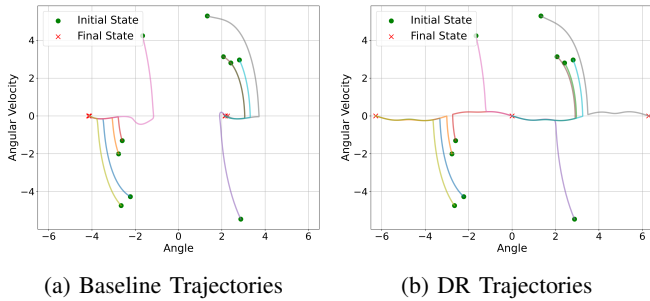 Initial State
Final State
4
2
0
−2
−4
Angular Velocity
−6 −4 −2 0 2 4 6
Angle
Initial State
Final State
4
2
0
−2
−4
Angular Velocity
−6 −4 −2 0 2 4 6
Angle
(a) Baseline Trajectories
(b) DR Trajectories